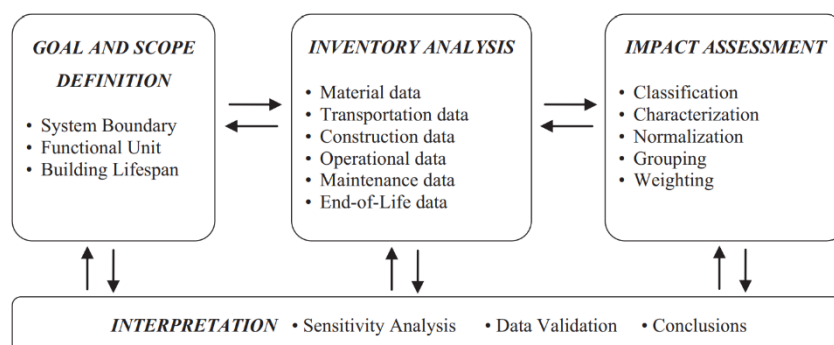 GOAL AND SCOPE
DEFINITION
• System Boundary
• Functional Unit
• Building Lifespan
INVENTORY ANALYSIS
• Material data
• Transportation data
• Construction data
• Operational data
• Maintenance data
• End-of-Life data
IMPACT ASSESSMENT
• Classification
• Characterization
• Normalization
• Grouping
• Weighting
INTERPRETATION • Sensitivity Analysis • Data Validation • Conclusions